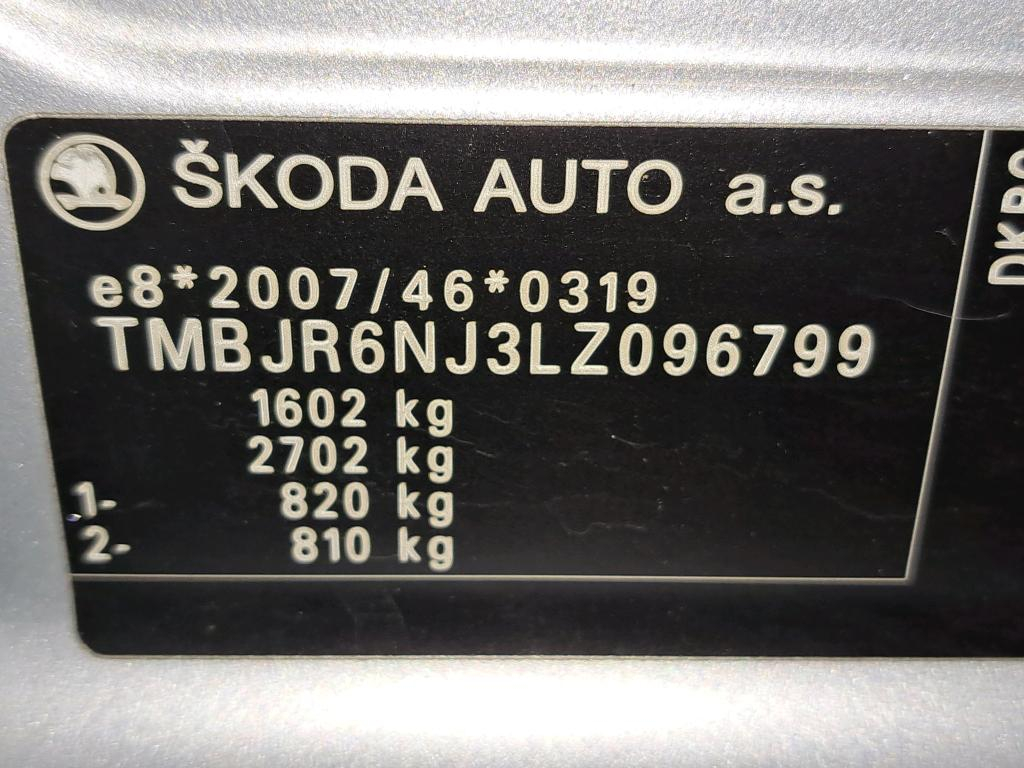 ŠKODA AUTO a.s.
e8*2007/46*0319
TMBJR6NJ3LZ096799
1602 kg
2702 kg
1- 820 kg
2- 810 kg